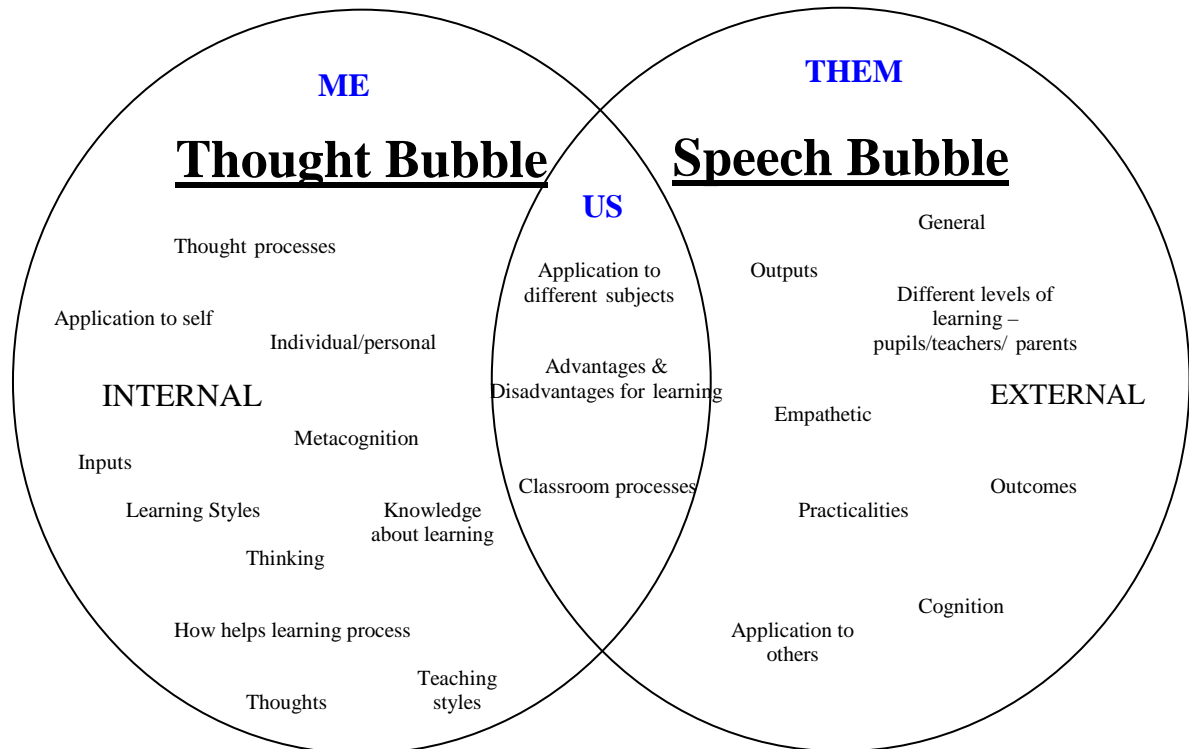 ME
Thought Bubble
Thought processes
Application to self
Individual/personal
INTERNAL
Metacognition
Inputs
Learning Styles
Knowledge
about learning
Thinking
How helps learning process
Teaching
styles
Thoughts
US
Application to
different subjects
Advantages &
Disadvantages for learning
Classroom processes
THEM
Speech Bubble
General
Outputs
Different levels of
learning –
pupils/teachers/ parents
EXTERNAL
Empathetic
Outcomes
Practicalities
Cognition
Application to
others